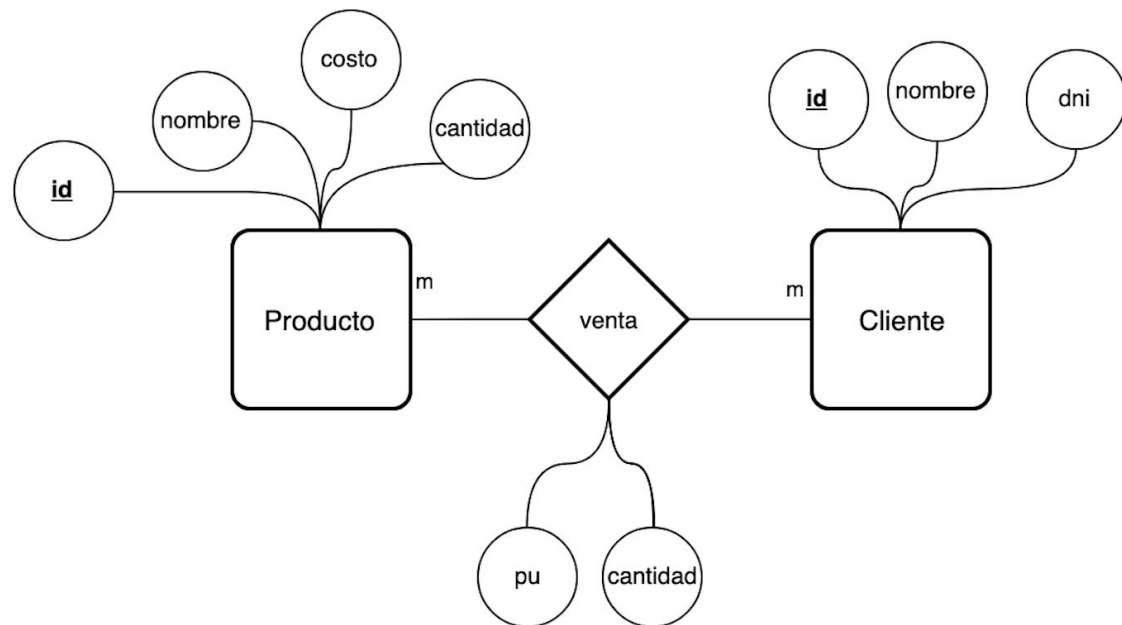 costo
nombre
cantidad
id
id
nombre
dni
Producto
m
venta
m
Cliente
pu
cantidad